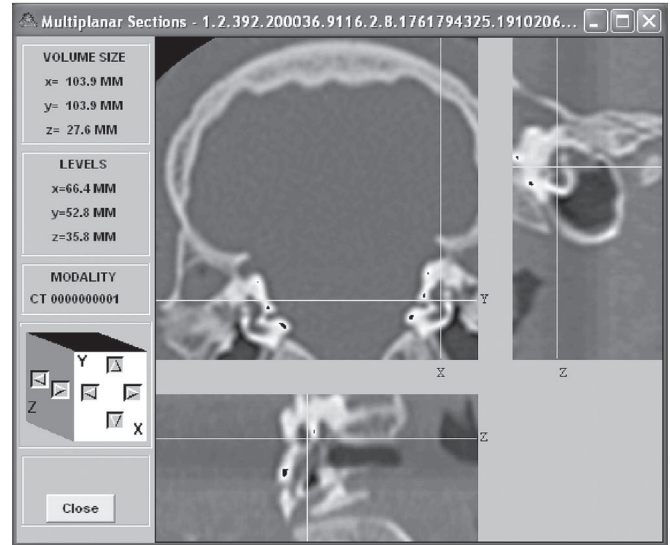 Multiplanar Sections - 1.2.392.200036.9116.2.8.1761794325.1910206...
VOLUME SIZE
x= 103.9 MM
y= 103.9 MM
z= 27.6 MM
LEVELS
x=66.4 MM
y=52.8 MM
z=35.8 MM
MODALITY
CT 0000000001
Y
Z
X
Close
Y
X
Z
Z